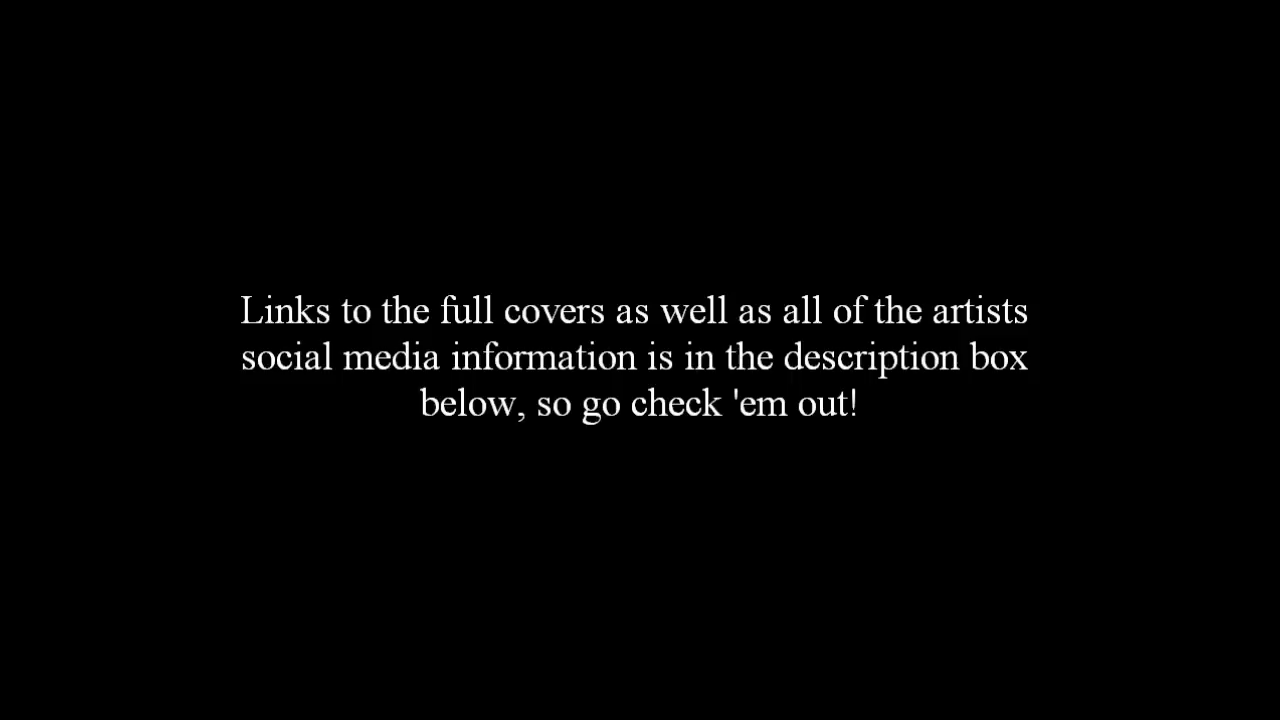 Links to the full covers as well as all of the artists
social media information is in the description box
below, so go check 'em out!